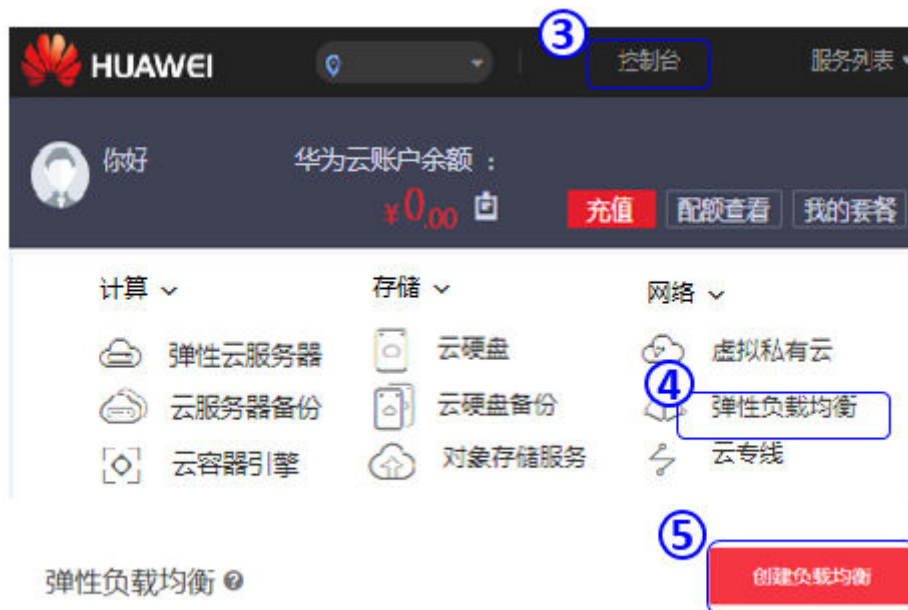 ③
HUAWEI 控制台 服务列表
你好 华为云账户余额 :
¥0.00
充值 配额查看 我的套餐
计算 存储 网络
弹性云服务器 云硬盘 虚拟私有云
④
云服务器备份 云硬盘备份 弹性负载均衡
云容器引擎 对象存储服务 云专线
⑤
弹性负载均衡 ? 创建负载均衡